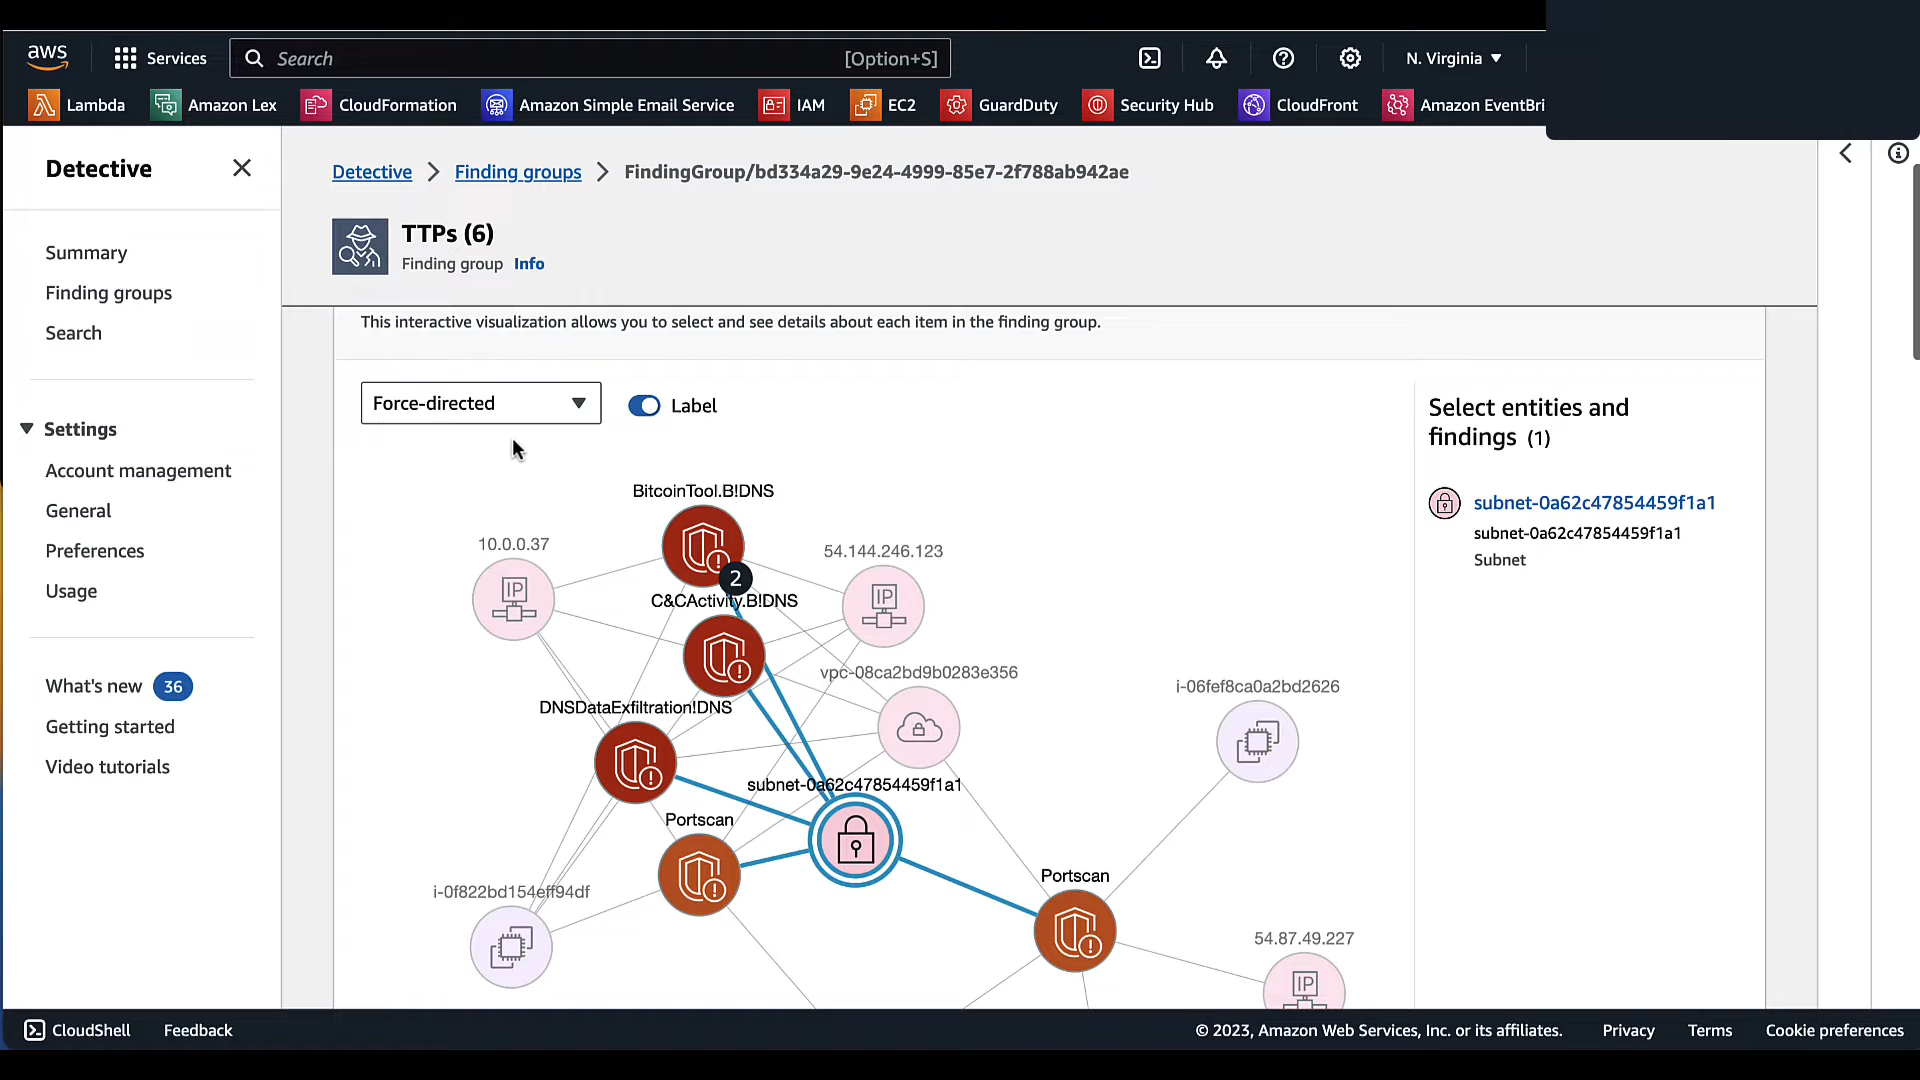 aws
Services
Search
[Option+S]
N. Virginia
Lambda
Amazon Lex
CloudFormation
Amazon Simple Email Service
IAM
EC2
GuardDuty
Security Hub
CloudFront
Amazon EventBri
Detective
Detective > Finding groups > FindingGroup/bd334a29-9e24-4999-85e7-2f788ab942ae
TTPs (6)
Finding group Info
Summary
Finding groups
Search
Settings
Account management
General
Preferences
Usage
What's new 36
Getting started
Video tutorials
This interactive visualization allows you to select and see details about each item in the finding group.
Force-directed
Label
Select entities and
findings (1)
subnet-0a62c47854459f1a1
subnet-0a62c47854459f1a1
Subnet
BitcoinTool.B!DNS
10.0.0.37
54.144.246.123
IP
IP
2
C&CActivity.B!DNS
vpc-08ca2bd9b0283e356
i-06fef8ca0a2bd2626
DNSDataExfiltration!DNS
subnet-0a62c47854459f1a1
Portscan
Portscan
i-0f822bd154eff94df
54.87.49.227
IP
CloudShell
Feedback
© 2023, Amazon Web Services, Inc. or its affiliates.
Privacy
Terms
Cookie preferences